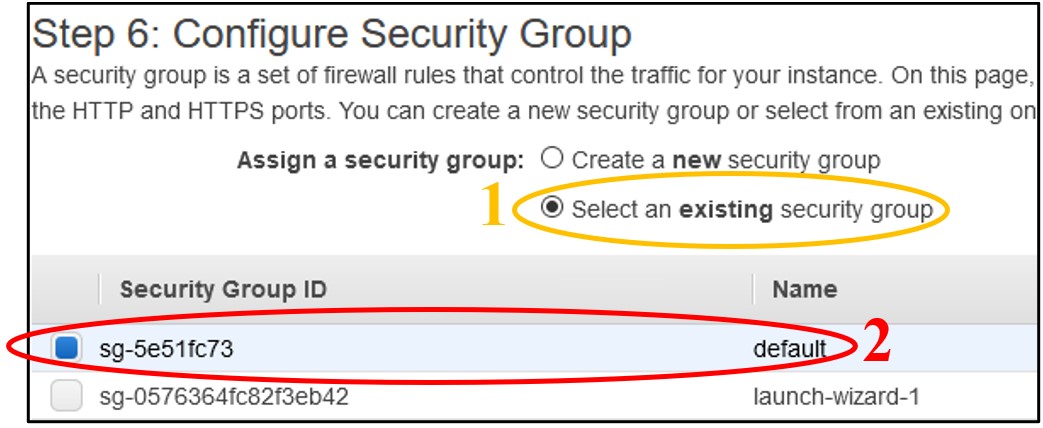 Step 6: Configure Security Group
A security group is a set of firewall rules that control the traffic for your instance. On this page,
the HTTP and HTTPS ports. You can create a new security group or select from an existing on
Assign a security group: Create a new security group
1 Select an existing security group
Security Group ID Name
sg-5e51fc73 default 2
sg-0576364fc82f3eb42 launch-wizard-1